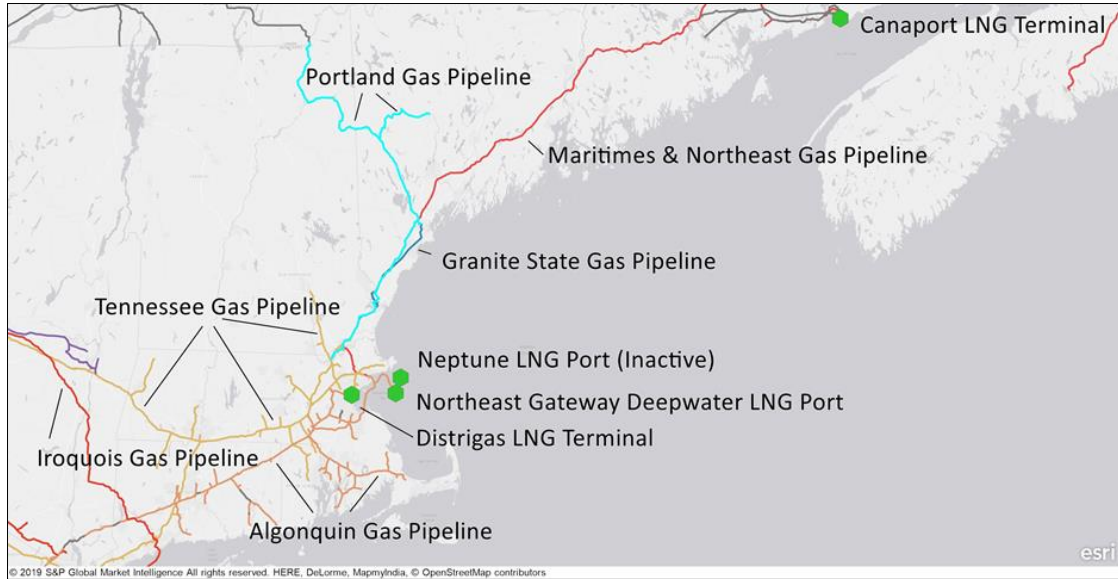 Canaport LNG Terminal
Portland Gas Pipeline
Maritimes & Northeast Gas Pipeline
Granite State Gas Pipeline
Tennessee Gas Pipeline
Neptune LNG Port (Inactive)
Northeast Gateway Deepwater LNG Port
Distrigas LNG Terminal
Iroquois Gas Pipeline
Algonquin Gas Pipeline
esri
© 2019 S&P Global Market Intelligence All rights reserved. HERE, DeLorme, MapmyIndia, © OpenStreetMap contributors